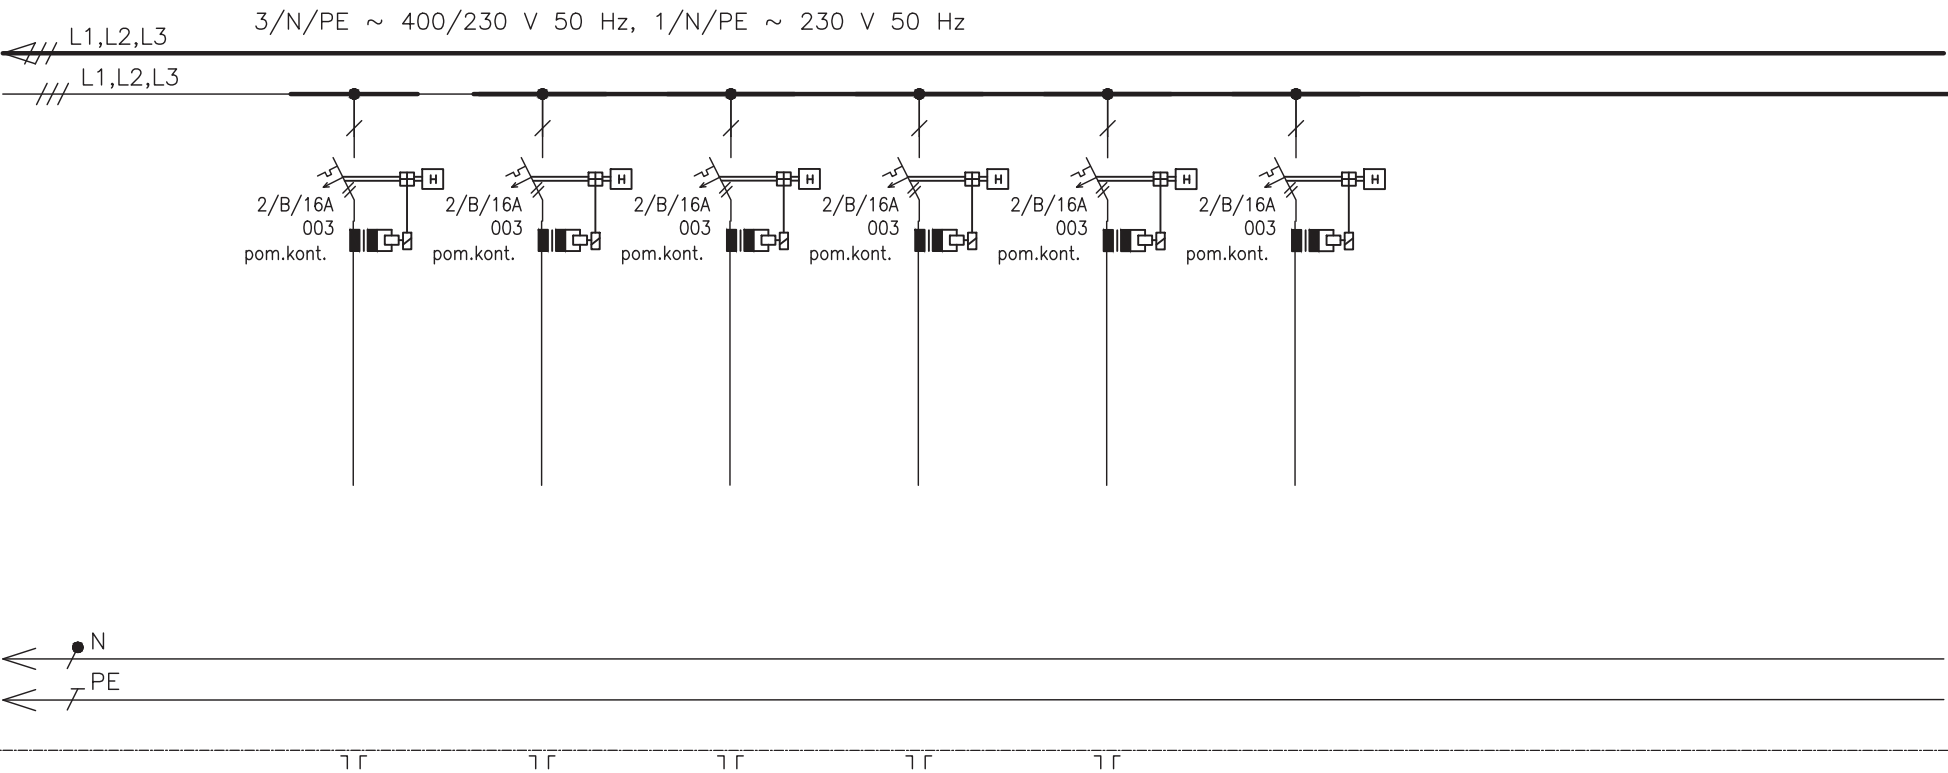 3/N/PE ~ 400/230 V 50 Hz, 1/N/PE ~ 230 V 50 Hz
L1,L2,L3
L1,L2,L3
H H H H H H
2/B/16A 2/B/16A 2/B/16A 2/B/16A 2/B/16A 2/B/16A
003 003 003 003 003 003
pom.kont. pom.kont. pom.kont. pom.kont. pom.kont. pom.kont.
N
PE